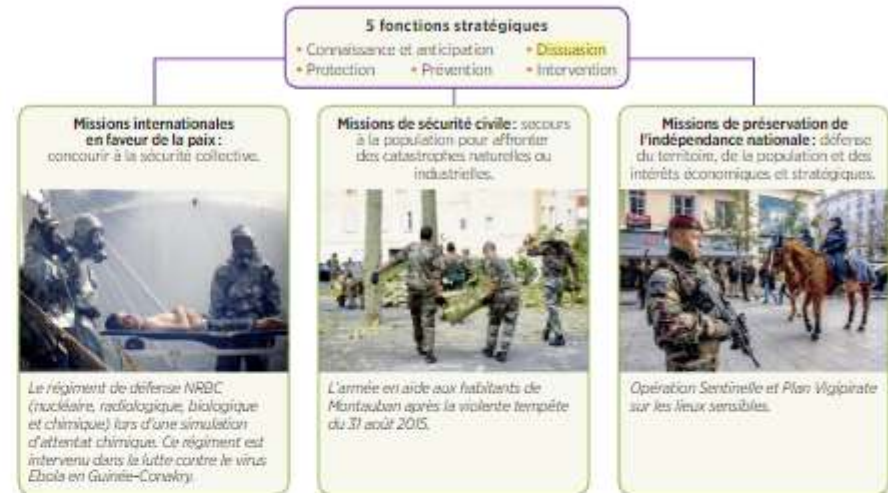 5 fonctions stratégiques
• Connaissance et anticipation • Dissuasion
• Protection • Prévention • Intervention
Missions internationales
en faveur de la paix :
concourir à la sécurité collective.
Le régiment de défense NRBC
(nucléaire, radiologique, biologique
et chimique) lors d'une simulation
d'attentat chimique. Ce régiment est
intervenu dans la lutte contre le virus
Ebola en Guinée-Conakry.
Missions de sécurité civile : secours
à la population pour affronter
des catastrophes naturelles ou
industrielles.
L'armée en aide aux habitants de
Montauban après la violente tempête
du 31 août 2015.
Missions de préservation de
l'indépendance nationale : défense
du territoire, de la population et des
intérêts économiques et stratégiques.
Opération Sentinelle et Plan Vigipirate
sur les lieux sensibles.